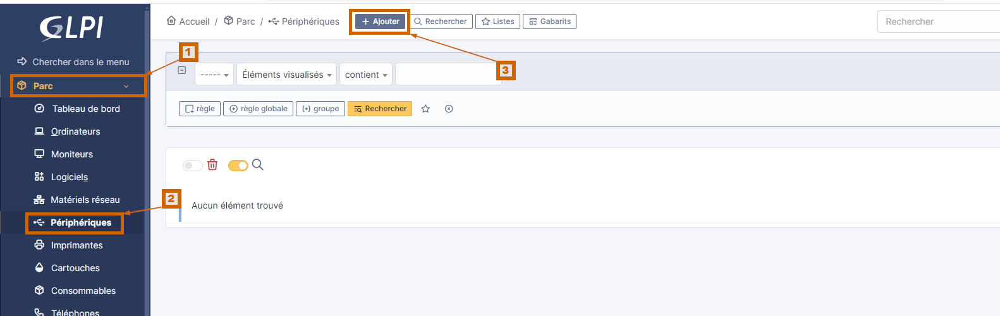 GLPI
Accueil / Parc / Périphériques
+ Ajouter
Rechercher
Listes
Gabarits
Rechercher
1
Chercher dans le menu
3
----- Éléments visualisés contient
Parc
règle
règle globale
(+) groupe
Rechercher
Tableau de bord
Ordinateurs
Moniteurs
Logiciels
Matériels réseau
2
Aucun élément trouvé
Périphériques
Imprimantes
Cartouches
Consommables
Téléphones